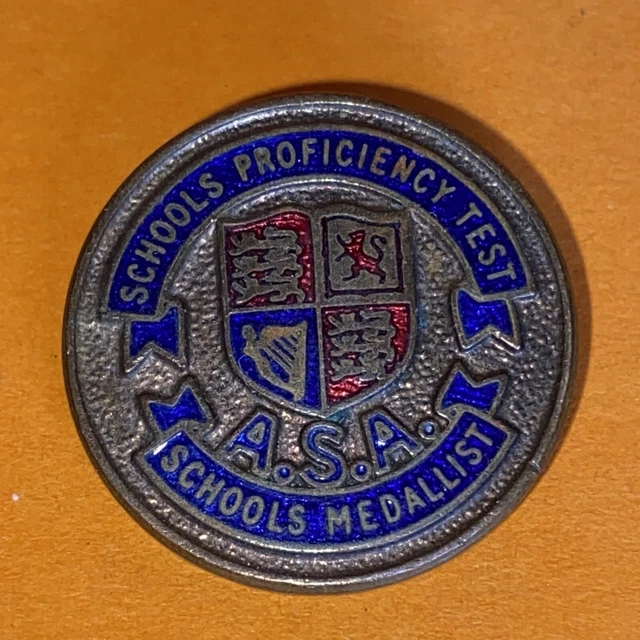 SCHOOLS PROFICIENCY TEST
A.S.A.
SCHOOLS MEDALLIST